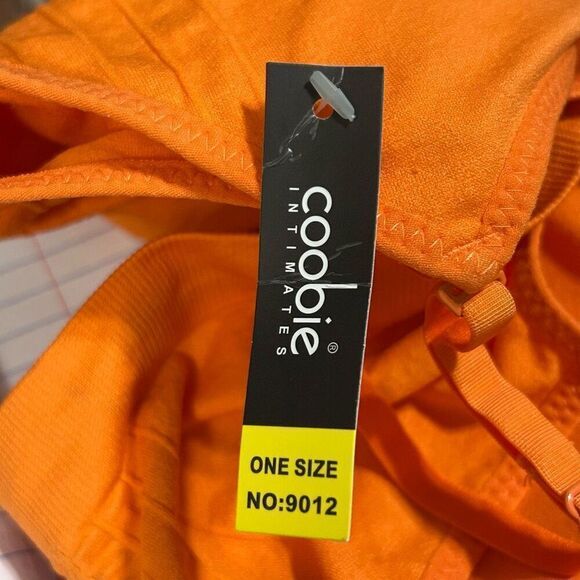 coobie®
INTIMATES
ONE SIZE
NO:9012